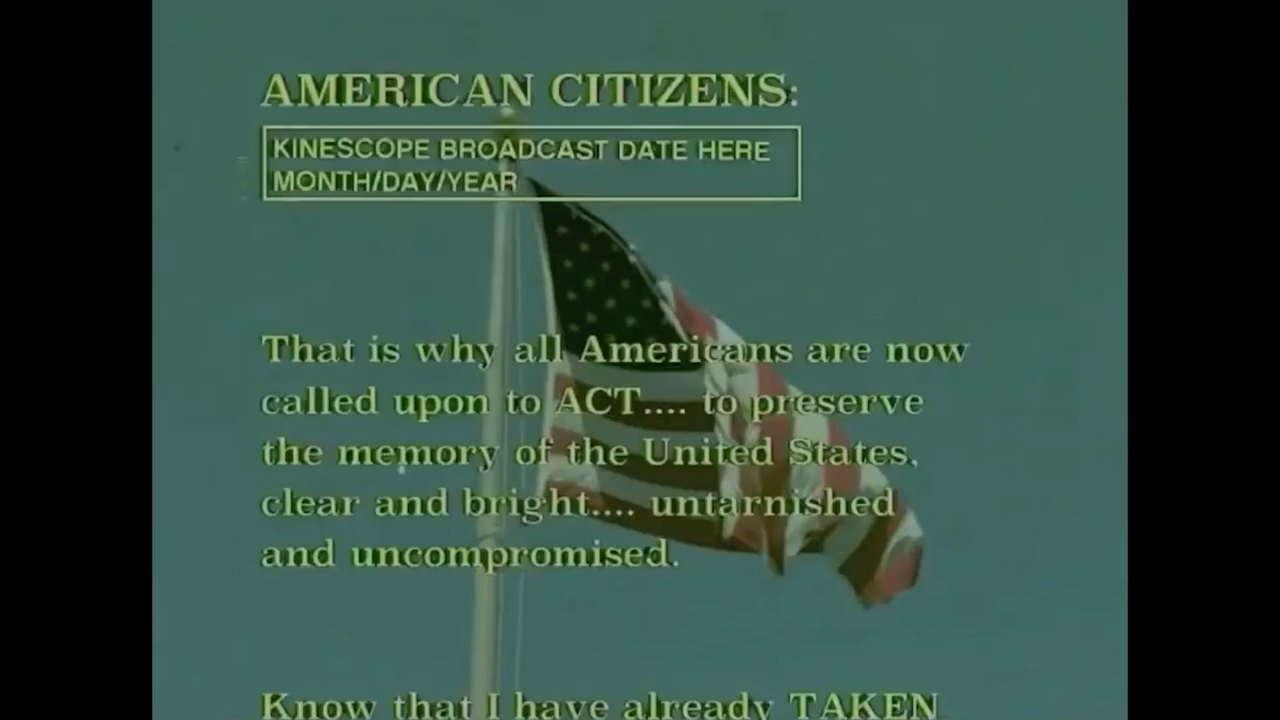 AMERICAN CITIZENS:
KINESCOPE BROADCAST DATE HERE
MONTH/DAY/YEAR
That is why all Americans are now
called upon to ACT.... to preserve
the memory of the United States,
clear and bright.... untarnished
and uncompromised.
Know that I have already TAKEN